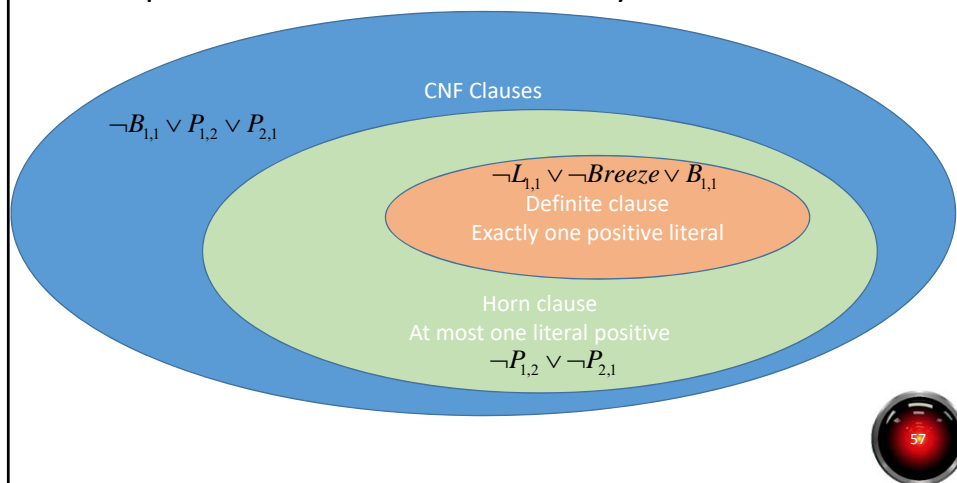 CNF Clauses
¬B₁,₁ ∨ P₁,₂ ∨ P₂,₁
¬L₁,₁ ∨ ¬Breeze ∨ B₁,₁
Definite clause
Exactly one positive literal
Horn clause
At most one literal positive
¬P₁,₂ ∨ ¬P₂,₁
57